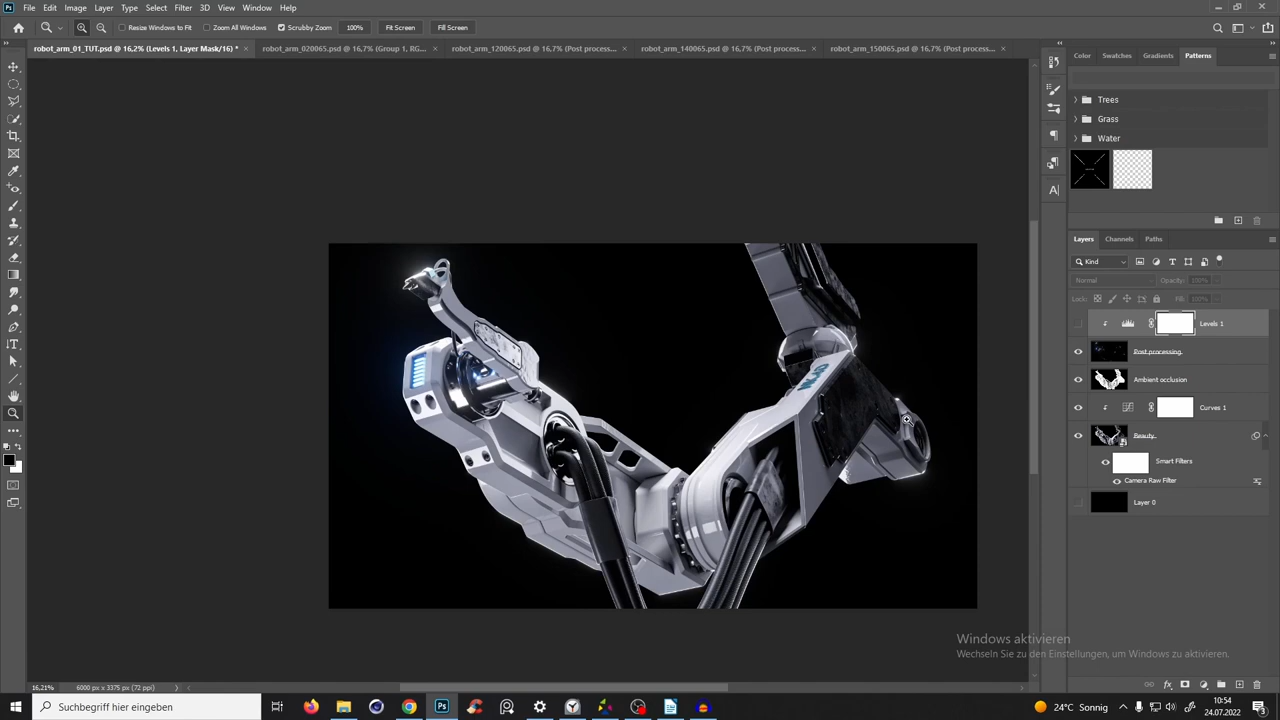 File Edit Image Layer Type Select Filter 3D View Window Help
Resize Windows to Fit Zoom All Windows Scrubby Zoom 100% Fit Screen Fill Screen
robot_arm_01_TUT.psd @ 16,2% (Levels 1, Layer Mask/16) *
robot_arm_020065.psd @ 16,7% (Group 1, RG...
robot_arm_120065.psd @ 16,7% (Post process...
robot_arm_140065.psd @ 16,7% (Post process...
robot_arm_150065.psd @ 16,7% (Post process...
Color Swatches Gradients Patterns
Trees
Grass
Water
Layers Channels Paths
Kind
Normal Opacity: 100%
Lock: Fill: 100%
Levels 1
Post processing
Ambient occlusion
Curves 1
Beauty
Smart Filters
Camera Raw Filter
Layer 0
Windows aktivieren
Wechseln Sie zu den Einstellungen, um Windows zu aktivieren.
16,21% 6000 px x 3375 px (72 ppi)
Suchbegriff hier eingeben
24°C Sonnig
10:54
24.07.2022